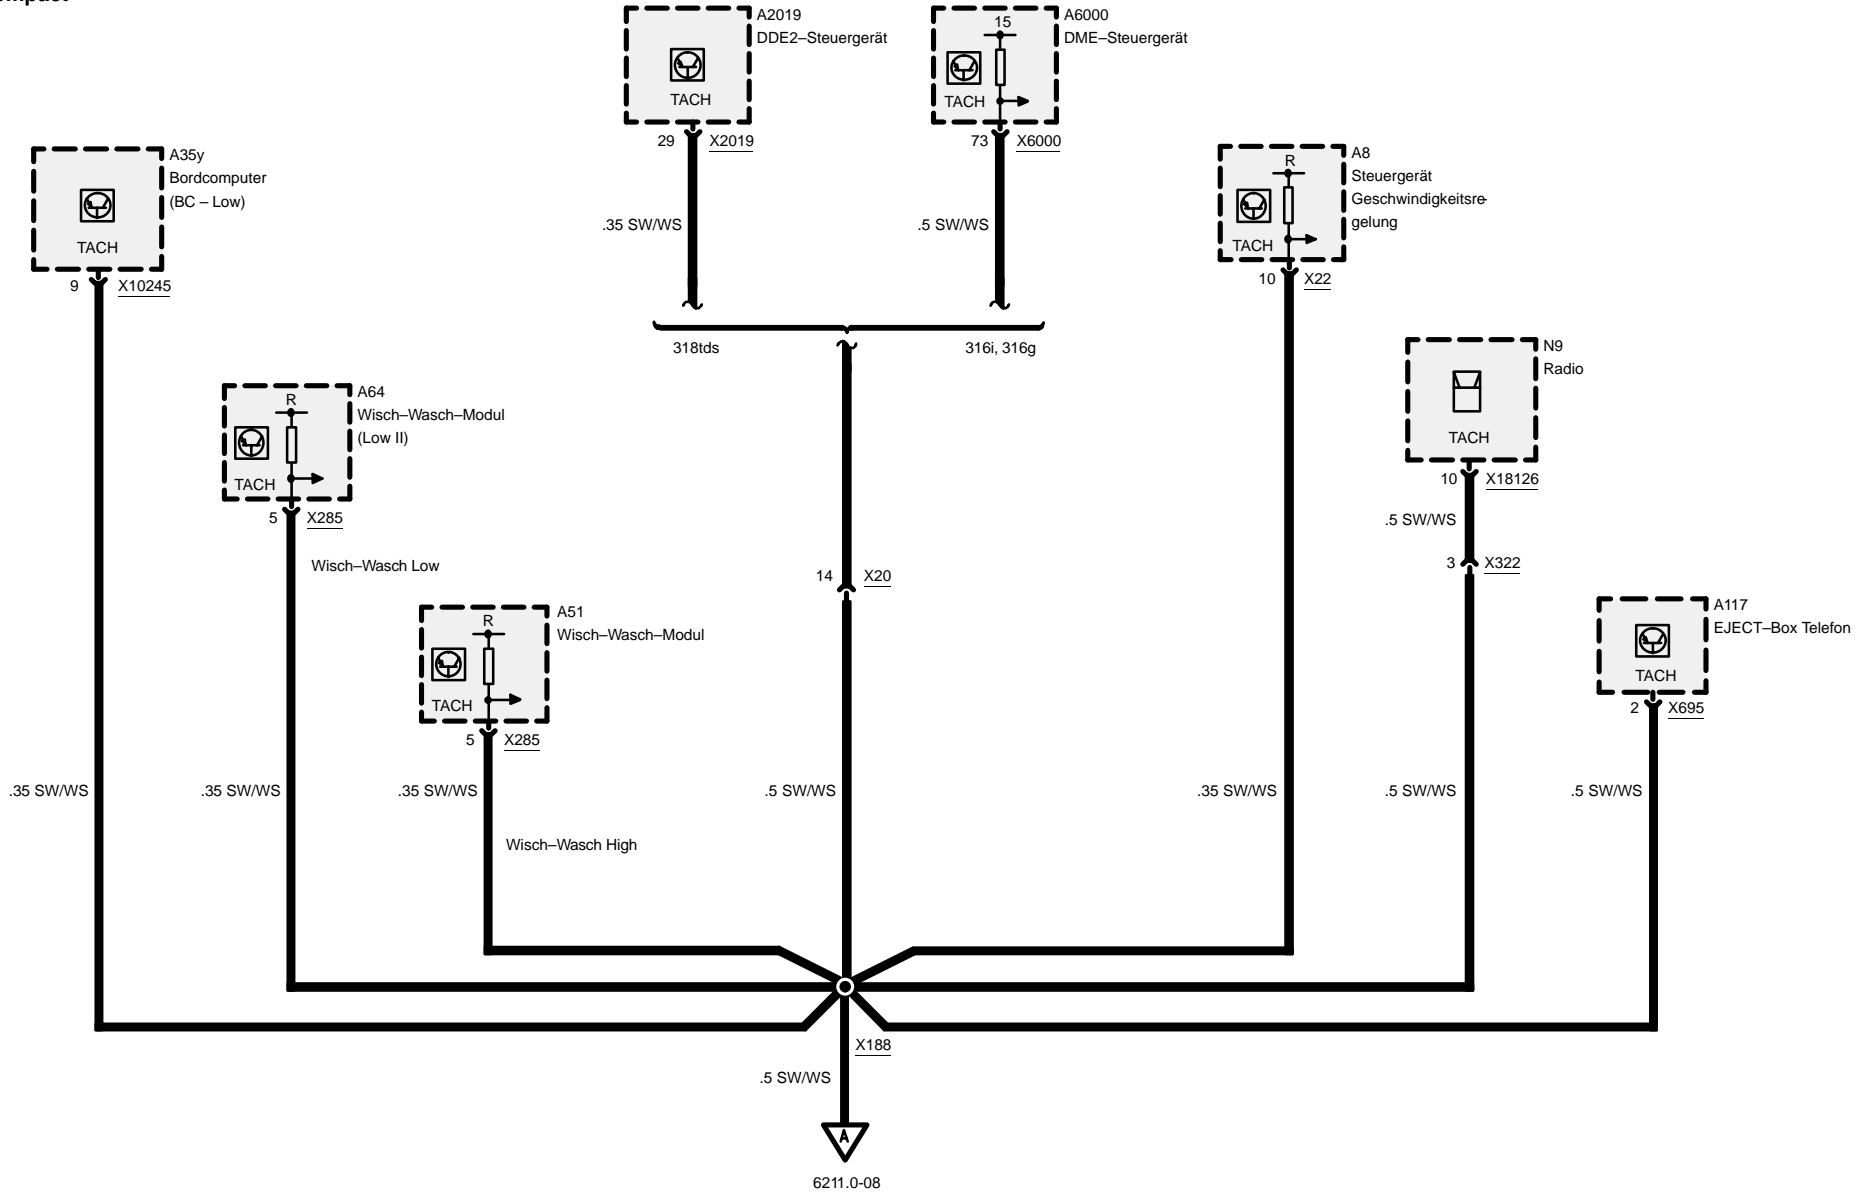 A2019
DDE2–Steuergerät
TACH
29 X2019
.35 SW/WS
A6000
DME–Steuergerät
15
TACH
73 X6000
.5 SW/WS
318tds
316i, 316g
A35y
Bordcomputer
(BC – Low)
TACH
9 X10245
.35 SW/WS
A64
Wisch–Wasch–Modul
(Low II)
R
TACH
5 X285
Wisch–Wasch Low
.35 SW/WS
A51
Wisch–Wasch–Modul
R
TACH
5 X285
.35 SW/WS
Wisch–Wasch High
14 X20
.5 SW/WS
A8
Steuergerät
Geschwindigkeitsre-
gelung
R
TACH
10 X22
.35 SW/WS
N9
Radio
TACH
10 X18126
.5 SW/WS
3 X322
.5 SW/WS
A117
EJECT–Box Telefon
TACH
2 X695
.5 SW/WS
X188
.5 SW/WS
A
6211.0-08